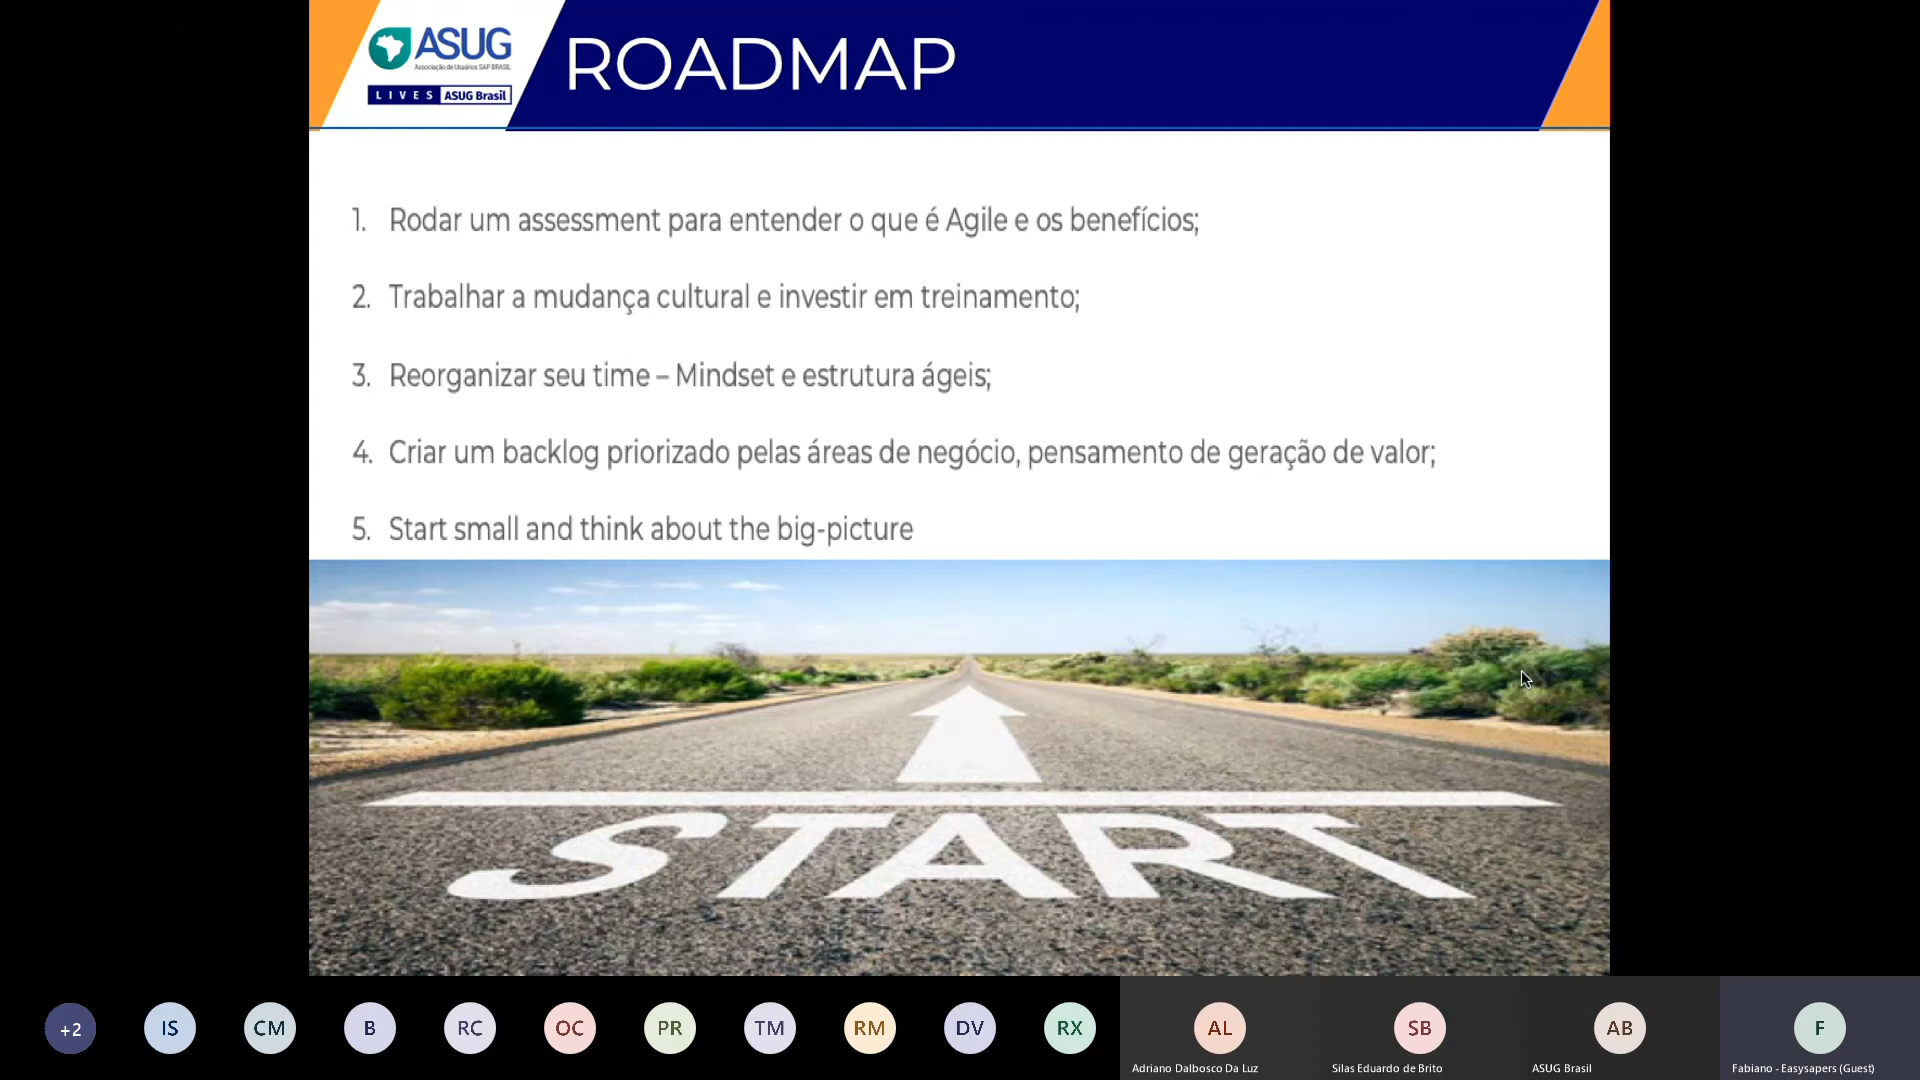 ASUG
Associação de Usuários SAP BRASIL
LIVES ASUG Brasil
ROADMAP
1. Rodar um assessment para entender o que é Agile e os benefícios;
2. Trabalhar a mudança cultural e investir em treinamento;
3. Reorganizar seu time – Mindset e estrutura ágeis;
4. Criar um backlog priorizado pelas áreas de negócio, pensamento de geração de valor;
5. Start small and think about the big-picture
START
+2 IS CM B RC OC PR TM RM DV RX AL SB AB F
Adriano Dalbosco Da Luz Silas Eduardo de Brito ASUG Brasil Fabiano - Easysapers (Guest)